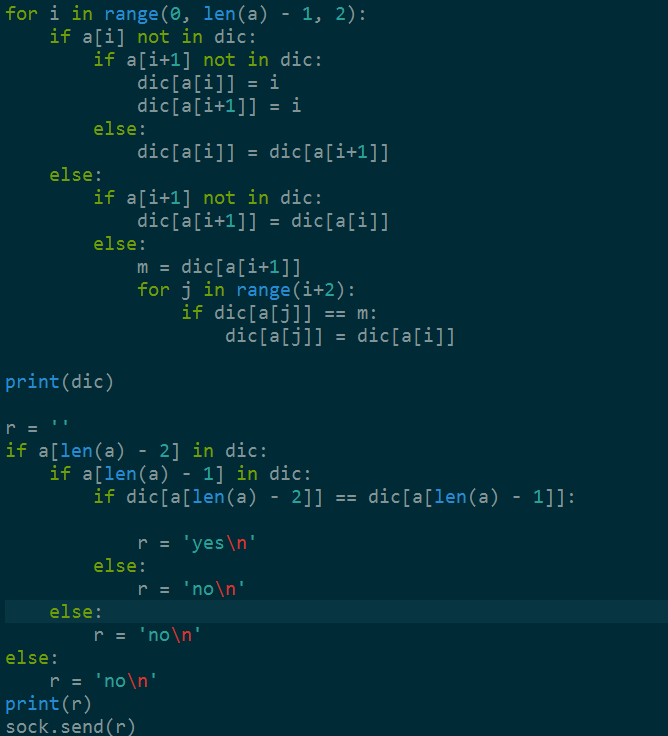 for i in range(0, len(a) - 1, 2):
    if a[i] not in dic:
        if a[i+1] not in dic:
            dic[a[i]] = i
            dic[a[i+1]] = i
        else:
            dic[a[i]] = dic[a[i+1]]
    else:
        if a[i+1] not in dic:
            dic[a[i+1]] = dic[a[i]]
        else:
            m = dic[a[i+1]]
            for j in range(i+2):
                if dic[a[j]] == m:
                    dic[a[j]] = dic[a[i]]

print(dic)

r = ''
if a[len(a) - 2] in dic:
    if a[len(a) - 1] in dic:
        if dic[a[len(a) - 2]] == dic[a[len(a) - 1]]:

            r = 'yes\n'
        else:
            r = 'no\n'
    else:
        r = 'no\n'
else:
    r = 'no\n'
print(r)
sock.send(r)